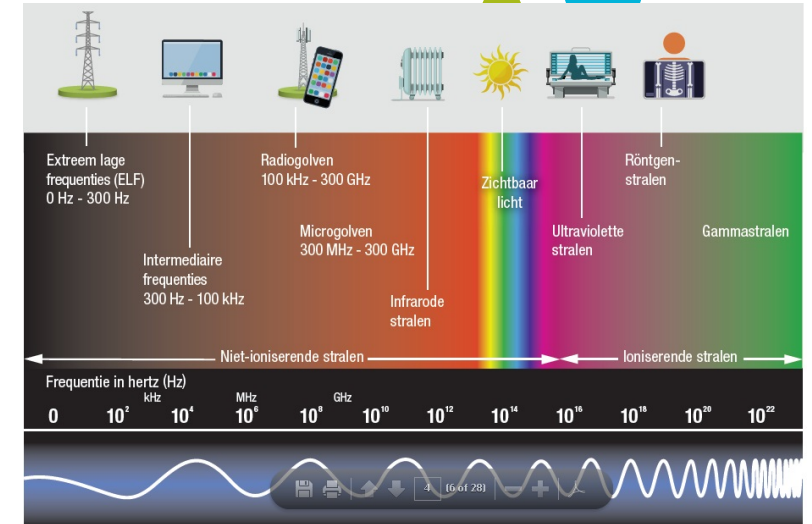 Extreem lage
frequenties (ELF)
0 Hz - 300 Hz
Intermediaire
frequenties
300 Hz - 100 kHz
Radiogolven
100 kHz - 300 GHz
Microgolven
300 MHz - 300 GHz
Infrarode
stralen
Zichtbaar
licht
Ultraviolette
stralen
Röntgen-
stralen
Gammastralen
Niet-ioniserende stralen
Ioniserende stralen
Frequentie in hertz (Hz)
kHz MHz GHz
0 10² 10⁴ 10⁶ 10⁸ 10¹⁰ 10¹² 10¹⁴ 10¹⁶ 10¹⁸ 10²⁰ 10²²
4 (6 of 28)